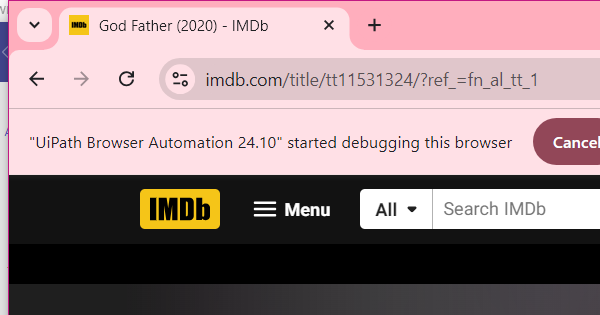 God Father (2020) - IMDb
imdb.com/title/tt11531324/?ref_=fn_al_tt_1
"UiPath Browser Automation 24.10" started debugging this browser
Cancel
IMDb Menu All Search IMDb